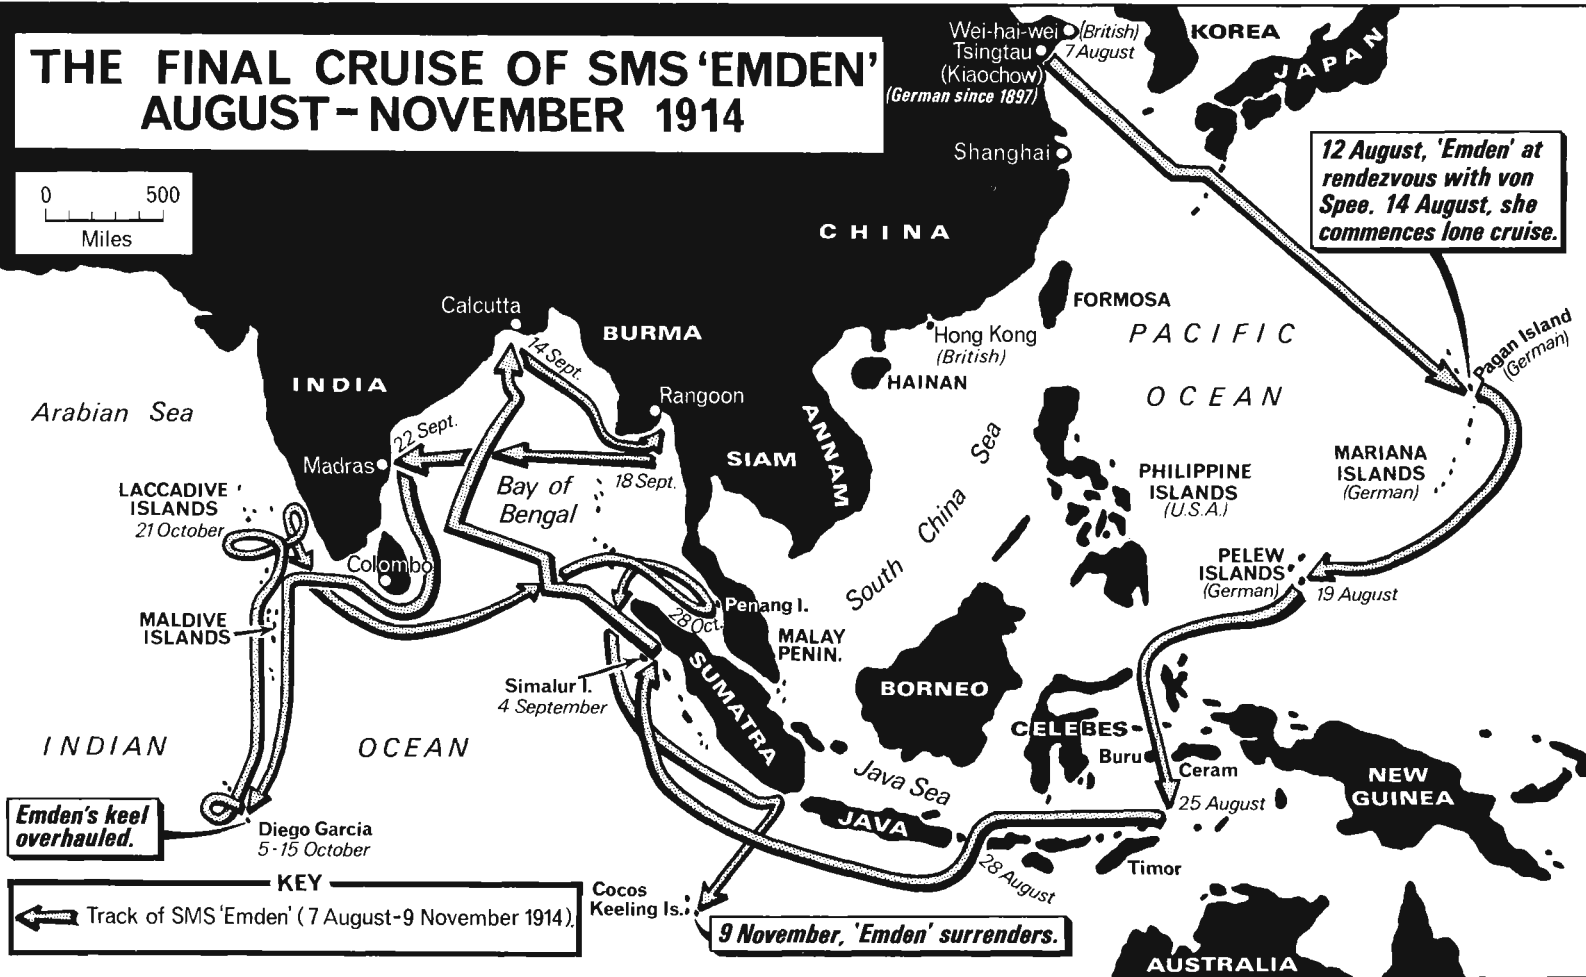 THE FINAL CRUISE OF SMS 'EMDEN'
AUGUST-NOVEMBER 1914
0 500
Miles
Wei-hai-wei (British)
Tsingtau 7 August
(Kiaochow)
(German since 1897)
KOREA
JAPAN
Shanghai
12 August, 'Emden' at
rendezvous with von
Spee. 14 August, she
commences lone cruise.
CHINA
Calcutta
BURMA
FORMOSA
Hong Kong
(British)
PACIFIC
OCEAN
Pagan Island
(German)
14 Sept.
INDIA
HAINAN
Rangoon
Arabian Sea
22 Sept.
ANNAM
South China Sea
Madras
SIAM
18 Sept.
Bay of
Bengal
MARIANA
ISLANDS
(German)
PHILIPPINE
ISLANDS
(U.S.A.)
LACCADIVE
ISLANDS
21 October
Colombo
PELEW
ISLANDS
(German)
19 August
Penang I.
28 Oct.
MALDIVE
ISLANDS
MALAY
PENIN.
SUMATRA
Simalur I.
4 September
BORNEO
CELEBES
Buru
Ceram
25 August
INDIAN OCEAN
Java Sea
NEW
GUINEA
JAVA
Emden's keel
overhauled.
Diego Garcia
5-15 October
28 August
Timor
KEY
Track of SMS 'Emden' (7 August-9 November 1914).
Cocos
Keeling Is.
9 November, 'Emden' surrenders.
AUSTRALIA